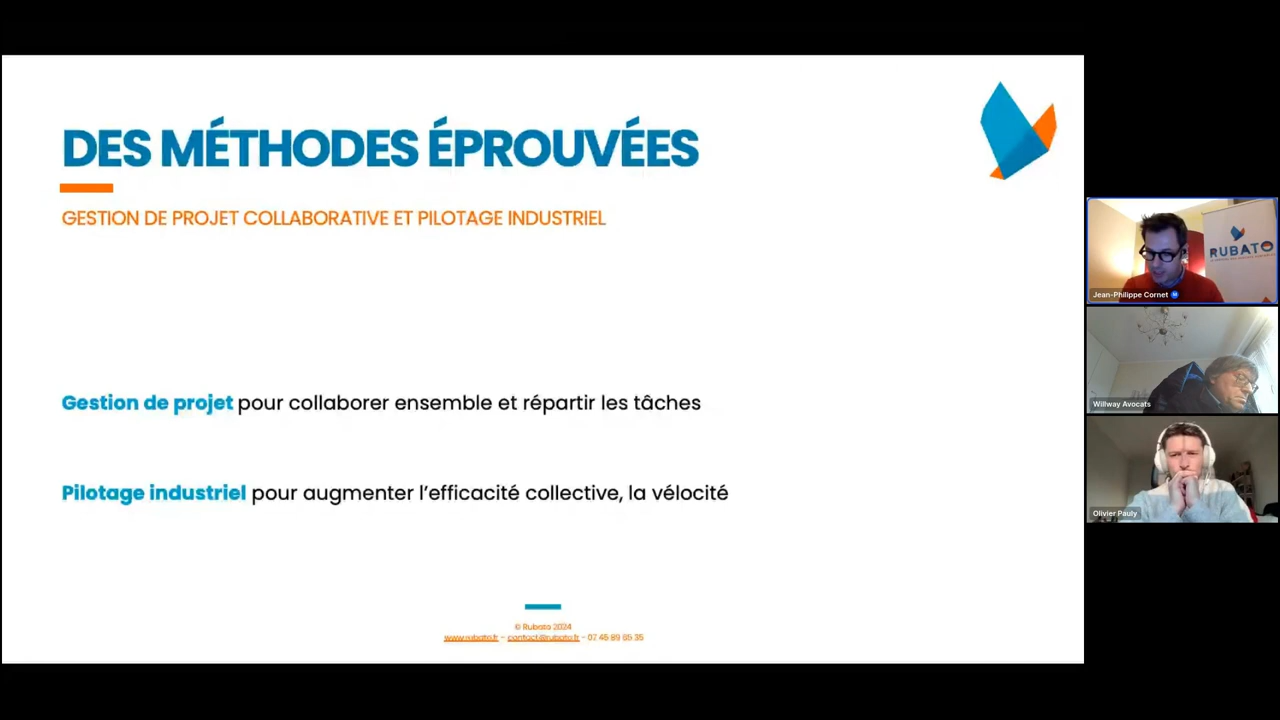 DES MÉTHODES ÉPROUVÉES
GESTION DE PROJET COLLABORATIVE ET PILOTAGE INDUSTRIEL
Gestion de projet pour collaborer ensemble et répartir les tâches
Pilotage industriel pour augmenter l’efficacité collective, la vélocité
© Rubato 2024
www.rubato.fr - contact@rubato.fr - 07 45 89 65 35
RUBATO
Jean-Philippe Cornet
Willway Avocats
Olivier Pauly